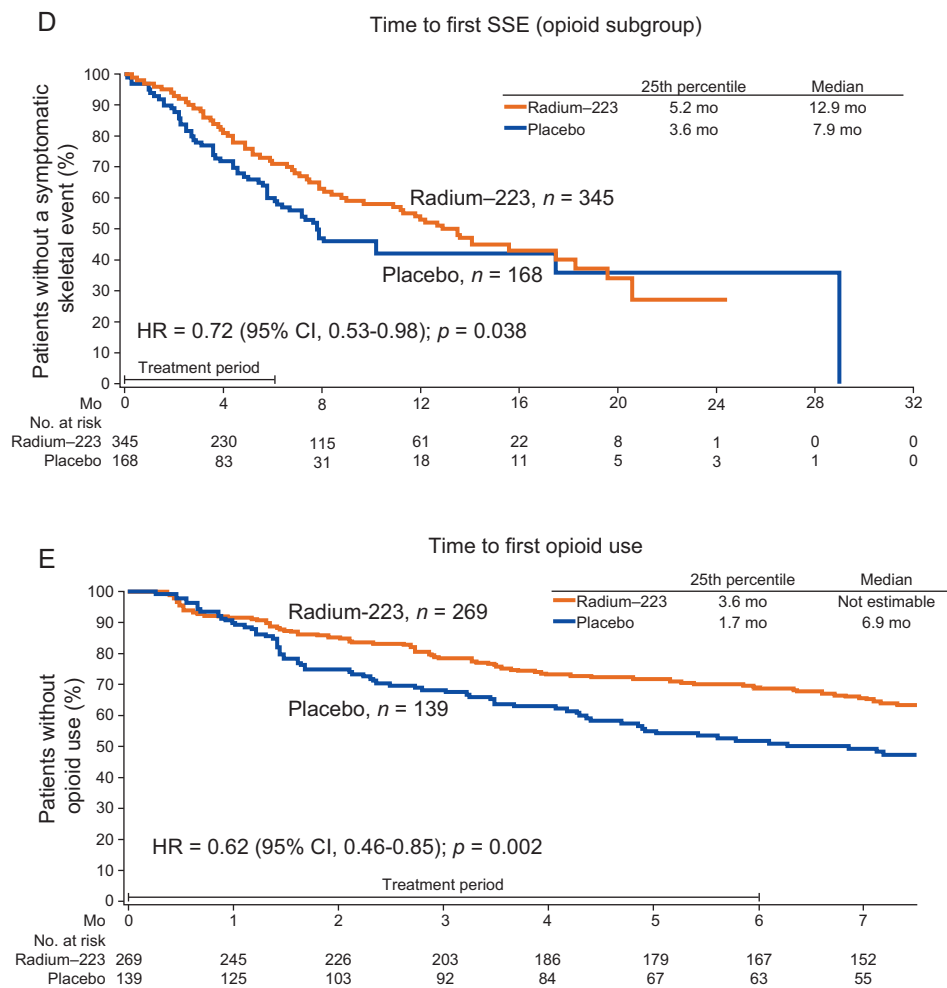 D
Time to first SSE (opioid subgroup)
Patients without a symptomatic
skeletal event (%)
100
90
80
70
60
50
40
30
20
10
0
25th percentile Median
Radium–223 5.2 mo 12.9 mo
Placebo 3.6 mo 7.9 mo
Radium–223, n = 345
Placebo, n = 168
HR = 0.72 (95% CI, 0.53-0.98); p = 0.038
Treatment period
Mo 0 4 8 12 16 20 24 28 32
No. at risk
Radium–223 345 230 115 61 22 8 1 0 0
Placebo 168 83 31 18 11 5 3 1 0
E
Time to first opioid use
Patients without
opioid use (%)
100
90
80
70
60
50
40
30
20
10
0
25th percentile Median
Radium–223 3.6 mo Not estimable
Placebo 1.7 mo 6.9 mo
Radium-223, n = 269
Placebo, n = 139
HR = 0.62 (95% CI, 0.46-0.85); p = 0.002
Treatment period
Mo 0 1 2 3 4 5 6 7
No. at risk
Radium–223 269 245 226 203 186 179 167 152
Placebo 139 125 103 92 84 67 63 55